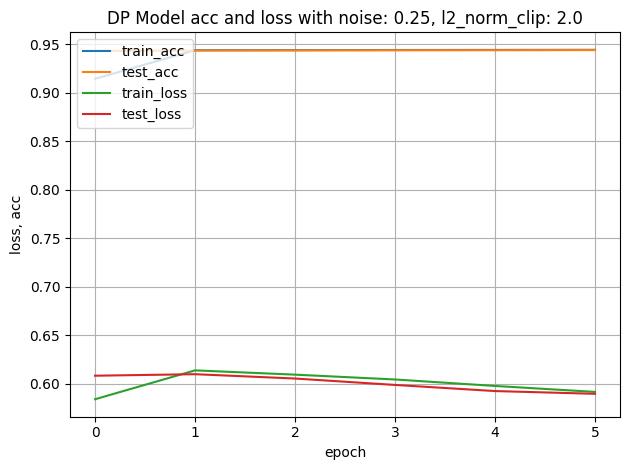 DP Model acc and loss with noise: 0.25, l2_norm_clip: 2.0
train_acc
test_acc
train_loss
test_loss
0.95
0.90
0.85
0.80
0.75
0.70
0.65
0.60
loss, acc
0 1 2 3 4 5
epoch